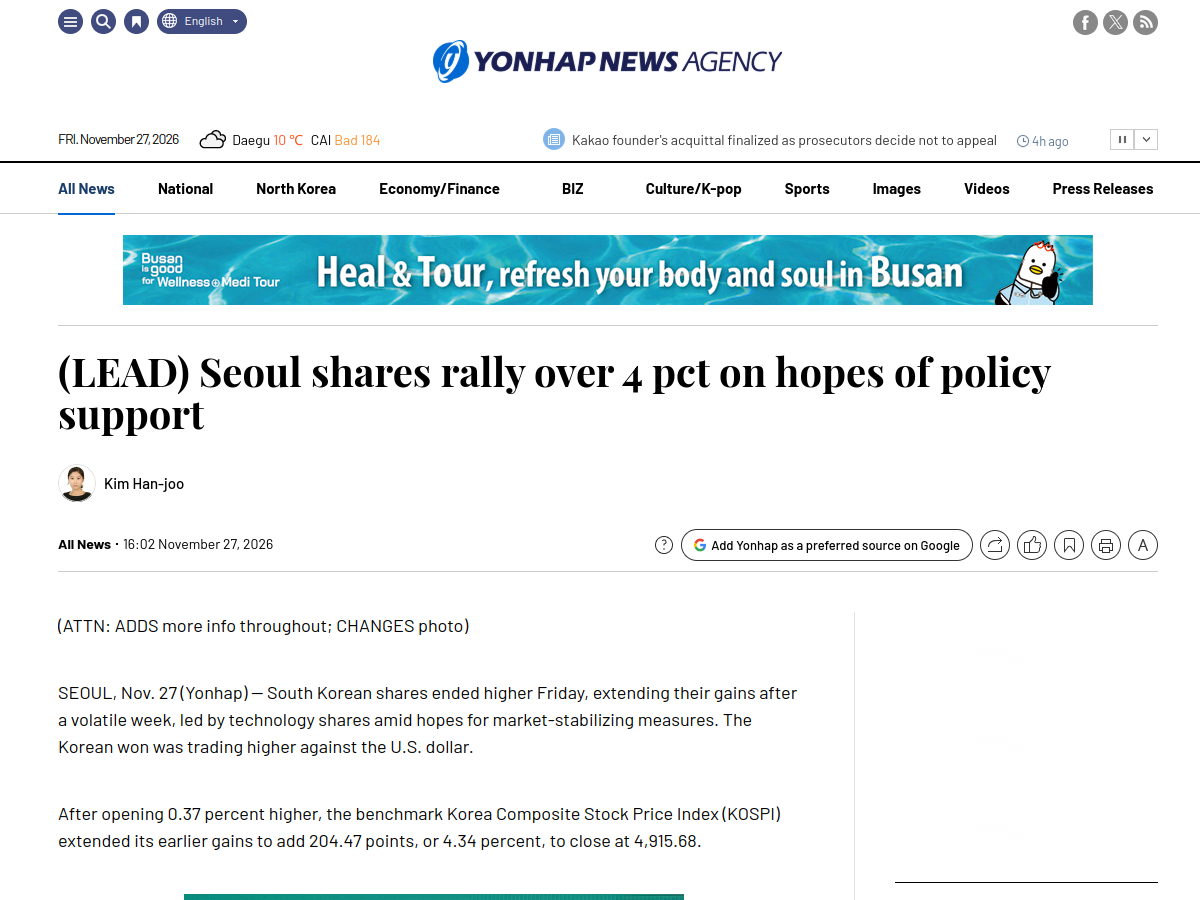 English
YONHAP NEWS AGENCY
FRI. November 27, 2026
Daegu 10 ℃ CAI Bad 184
Kakao founder's acquittal finalized as prosecutors decide not to appeal
4h ago
All News
National
North Korea
Economy/Finance
BIZ
Culture/K-pop
Sports
Images
Videos
Press Releases
Busan
is good
for Wellness Medi Tour
Heal & Tour, refresh your body and soul in Busan
(LEAD) Seoul shares rally over 4 pct on hopes of policy
support
Kim Han-joo
All News · 16:02 November 27, 2026
? G Add Yonhap as a preferred source on Google
A
(ATTN: ADDS more info throughout; CHANGES photo)
SEOUL, Nov. 27 (Yonhap) — South Korean shares ended higher Friday, extending their gains after
a volatile week, led by technology shares amid hopes for market-stabilizing measures. The
Korean won was trading higher against the U.S. dollar.
After opening 0.37 percent higher, the benchmark Korea Composite Stock Price Index (KOSPI)
extended its earlier gains to add 204.47 points, or 4.34 percent, to close at 4,915.68.